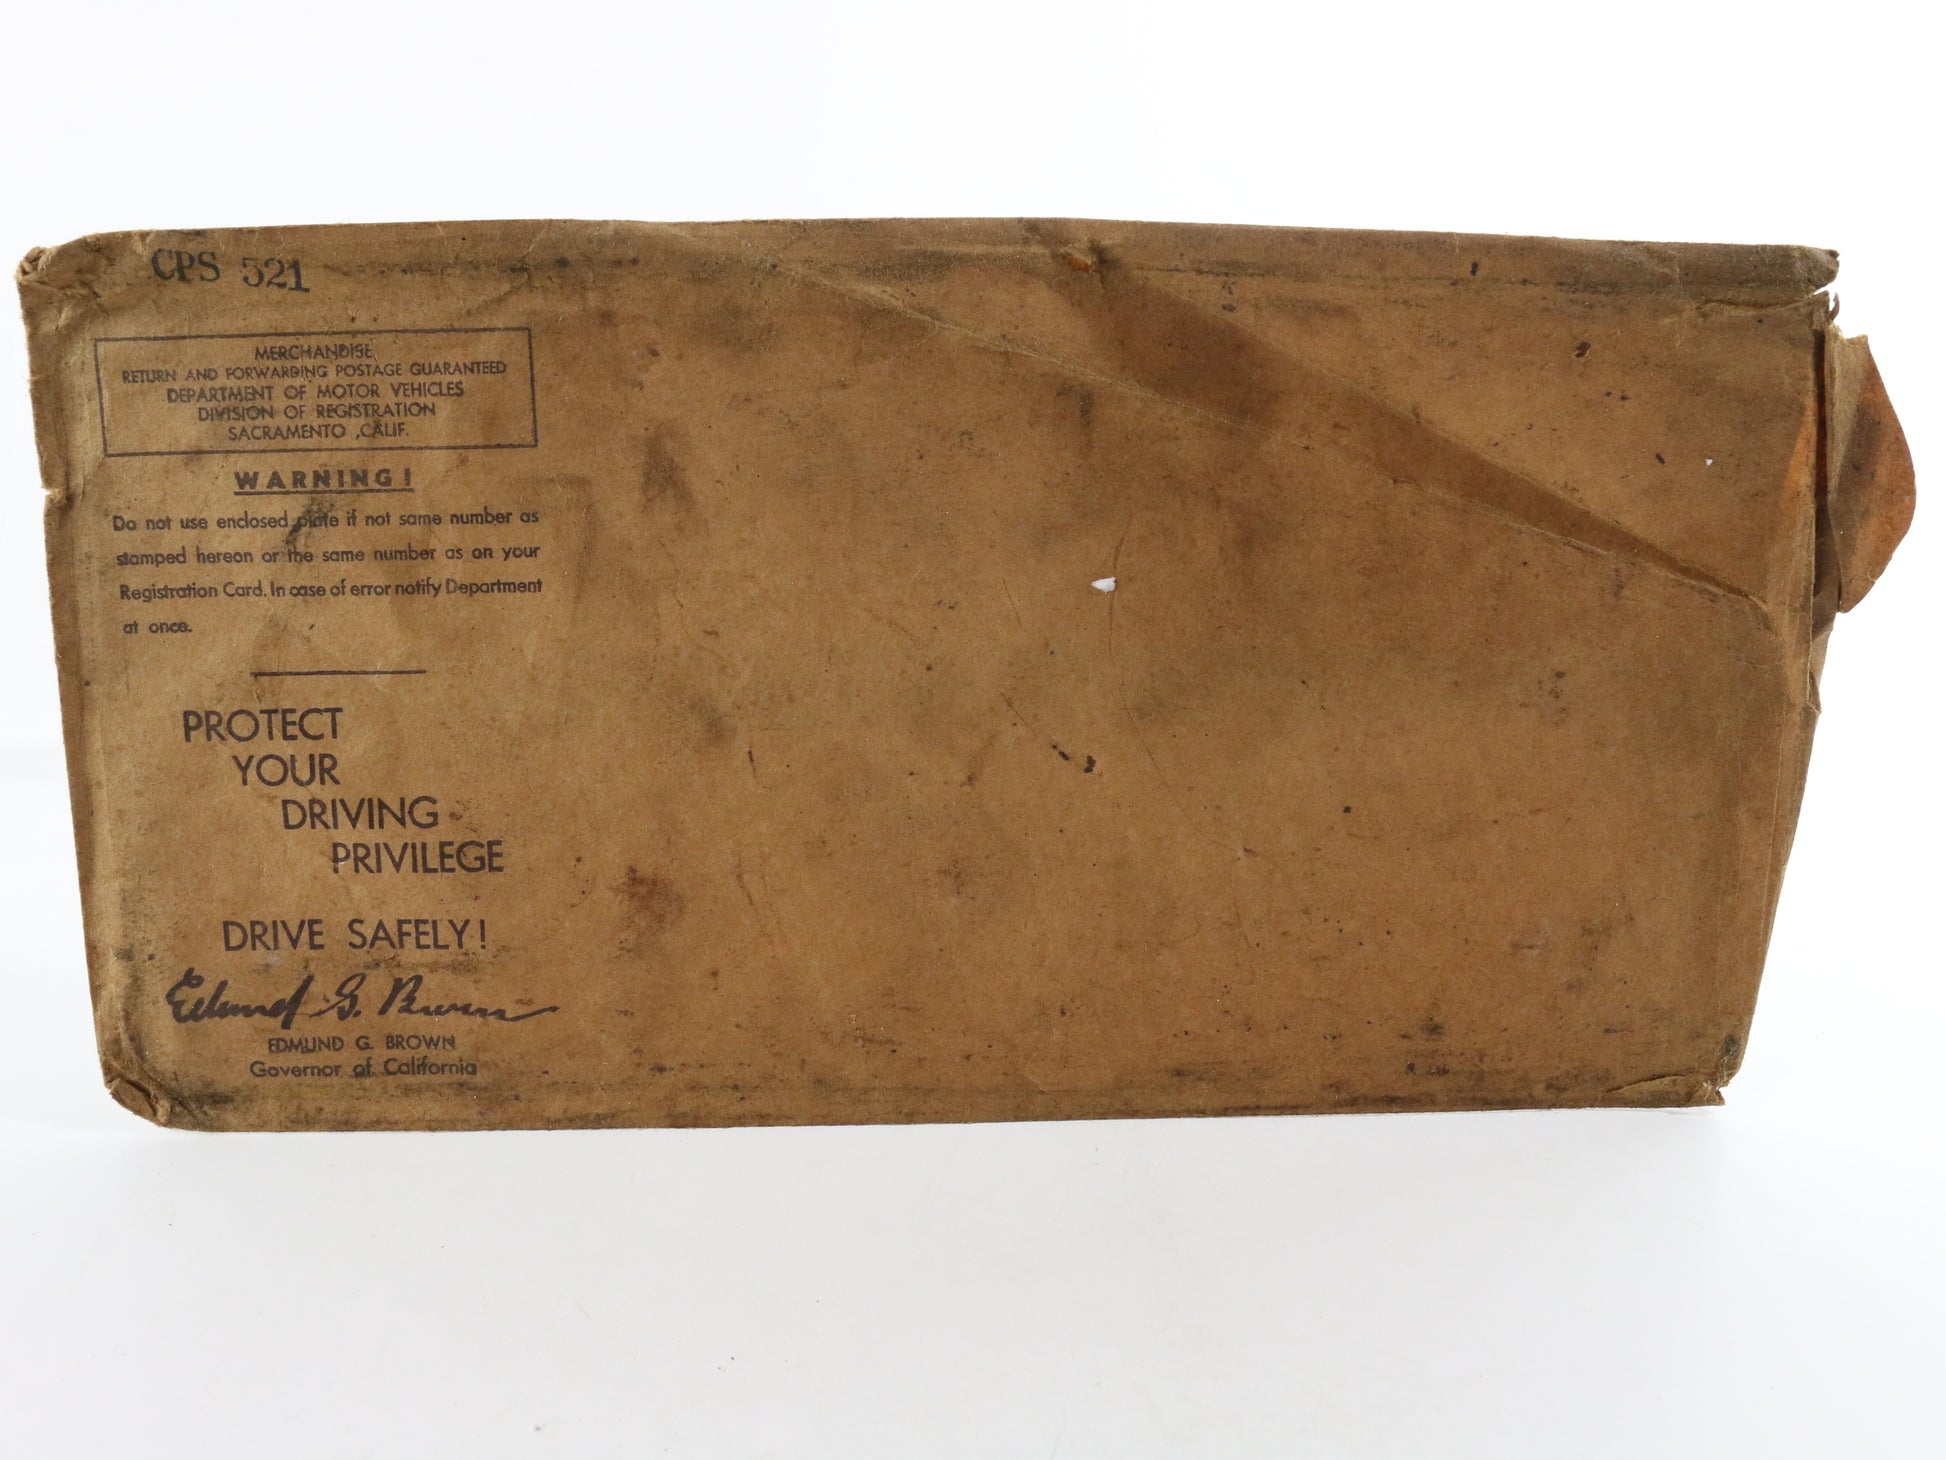 CPS 521
MERCHANDISE
RETURN AND FORWARDING POSTAGE GUARANTEED
DEPARTMENT OF MOTOR VEHICLES
DIVISION OF REGISTRATION
SACRAMENTO ,CALIF.
WARNING!
Do not use enclosed plate if not same number as
stamped hereon or the same number as on your
Registration Card. In case of error notify Department
at once.
PROTECT
YOUR
DRIVING
PRIVILEGE
DRIVE SAFELY!
Edmund G. Brown
EDMUND G. BROWN
Governor of California